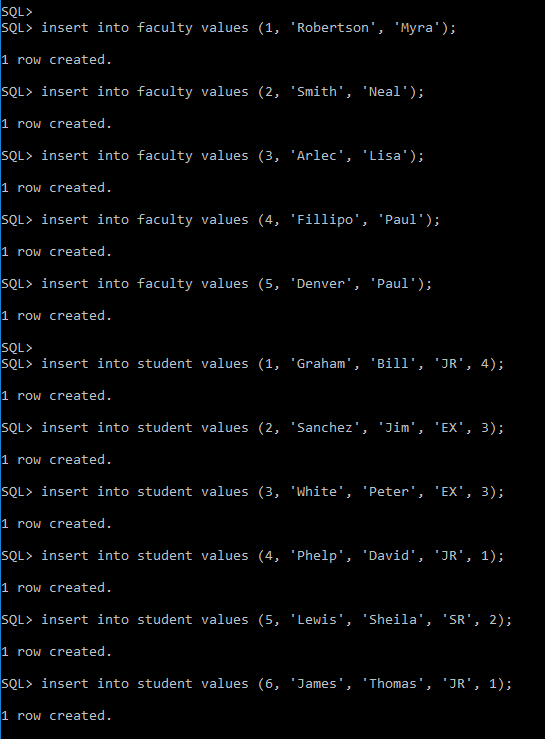 SQL>
SQL> insert into faculty values (1, 'Robertson', 'Myra');
1 row created.
SQL> insert into faculty values (2, 'Smith', 'Neal');
1 row created.
SQL> insert into faculty values (3, 'Arlec', 'Lisa');
1 row created.
SQL> insert into faculty values (4, 'Fillipo', 'Paul');
1 row created.
SQL> insert into faculty values (5, 'Denver', 'Paul');
1 row created.
SQL>
SQL> insert into student values (1, 'Graham', 'Bill', 'JR', 4);
1 row created.
SQL> insert into student values (2, 'Sanchez', 'Jim', 'EX', 3);
1 row created.
SQL> insert into student values (3, 'White', 'Peter', 'EX', 3);
1 row created.
SQL> insert into student values (4, 'Phelp', 'David', 'JR', 1);
1 row created.
SQL> insert into student values (5, 'Lewis', 'Sheila', 'SR', 2);
1 row created.
SQL> insert into student values (6, 'James', 'Thomas', 'JR', 1);
1 row created.